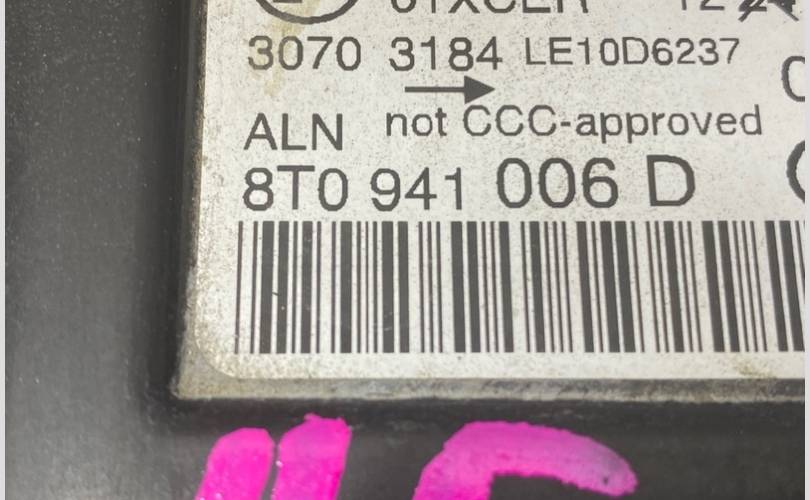 3070 3184 LE10D6237
ALN not CCC-approved
8T0 941 006 D